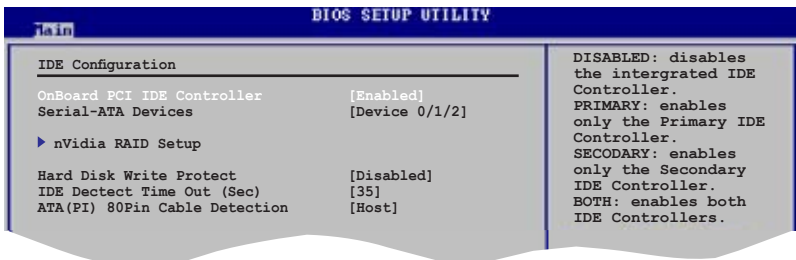 BIOS SETUP UTILITY
Main
IDE Configuration
OnBoard PCI IDE Controller [Enabled]
Serial-ATA Devices [Device 0/1/2]
nVidia RAID Setup
Hard Disk Write Protect [Disabled]
IDE Dectect Time Out (Sec) [35]
ATA(PI) 80Pin Cable Detection [Host]
DISABLED: disables
the intergrated IDE
Controller.
PRIMARY: enables
only the Primary IDE
Controller.
SECODARY: enables
only the Secondary
IDE Controller.
BOTH: enables both
IDE Controllers.